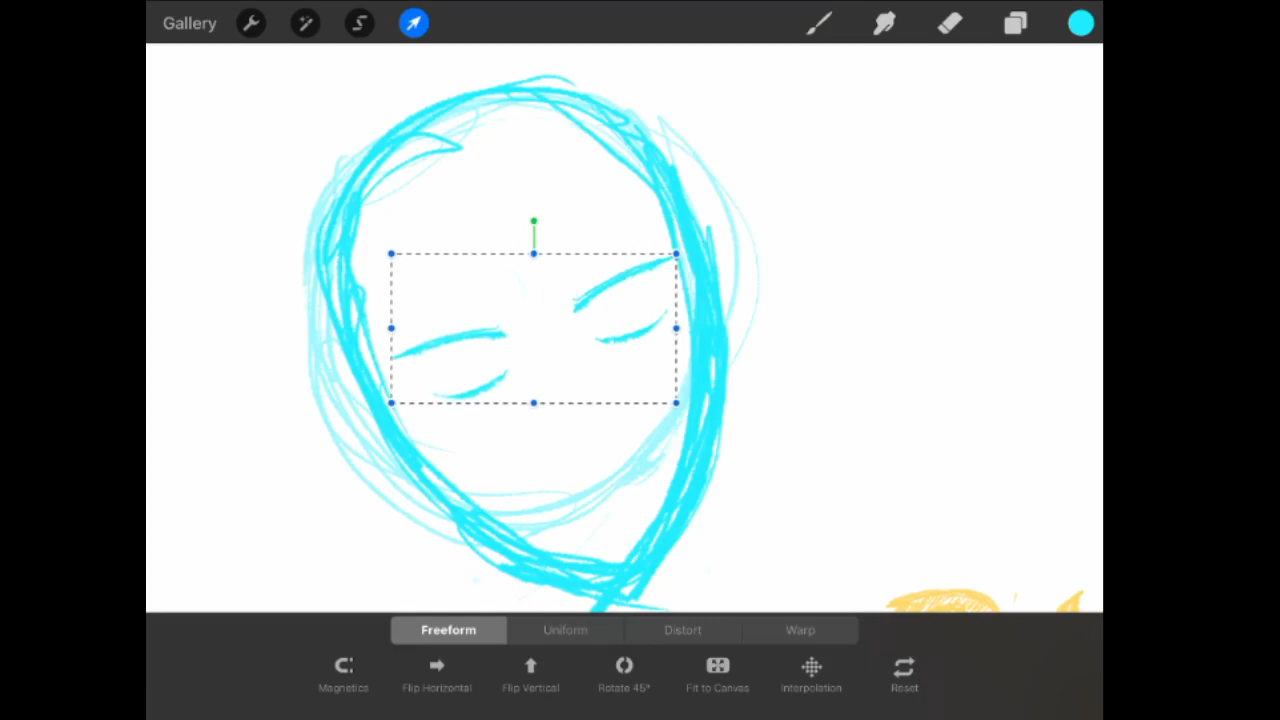 Gallery
Freeform Uniform Distort Warp
Magnetics Flip Horizontal Flip Vertical Rotate 45° Fit to Canvas Interpolation Reset